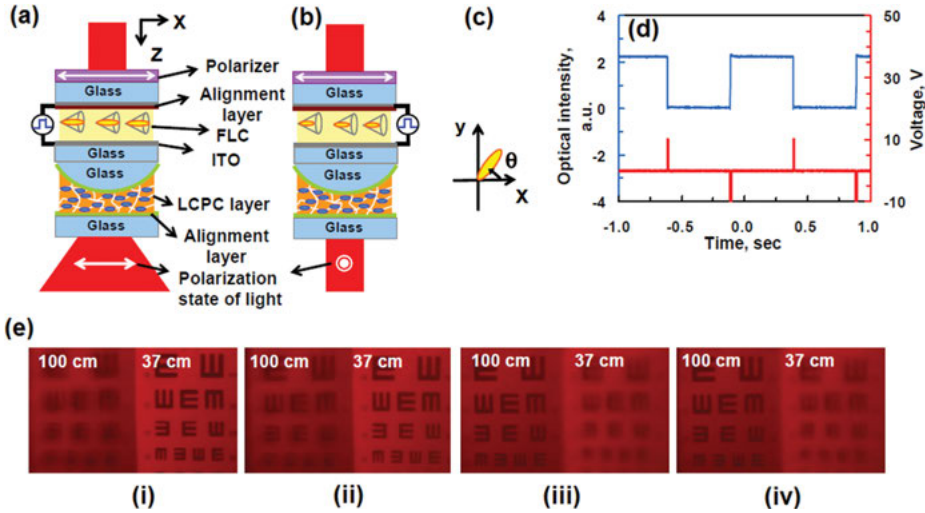 (a)
X
Z
Polarizer
Glass
Alignment layer
FLC
Glass
ITO
Glass
LCPC layer
Glass
Alignment layer
Polarization state of light
(b)
Glass
Glass
Glass
Glass
(c)
y
θ
X
(d)
Optical intensity, a.u.
4
2
0
-2
-4
50
40
30
20
10
0
-10
Voltage, V
-1.0 -0.5 0.0 0.5 1.0
Time, sec
(e)
100 cm 37 cm
100 cm 37 cm
100 cm 37 cm
100 cm 37 cm
(i) (ii) (iii) (iv)